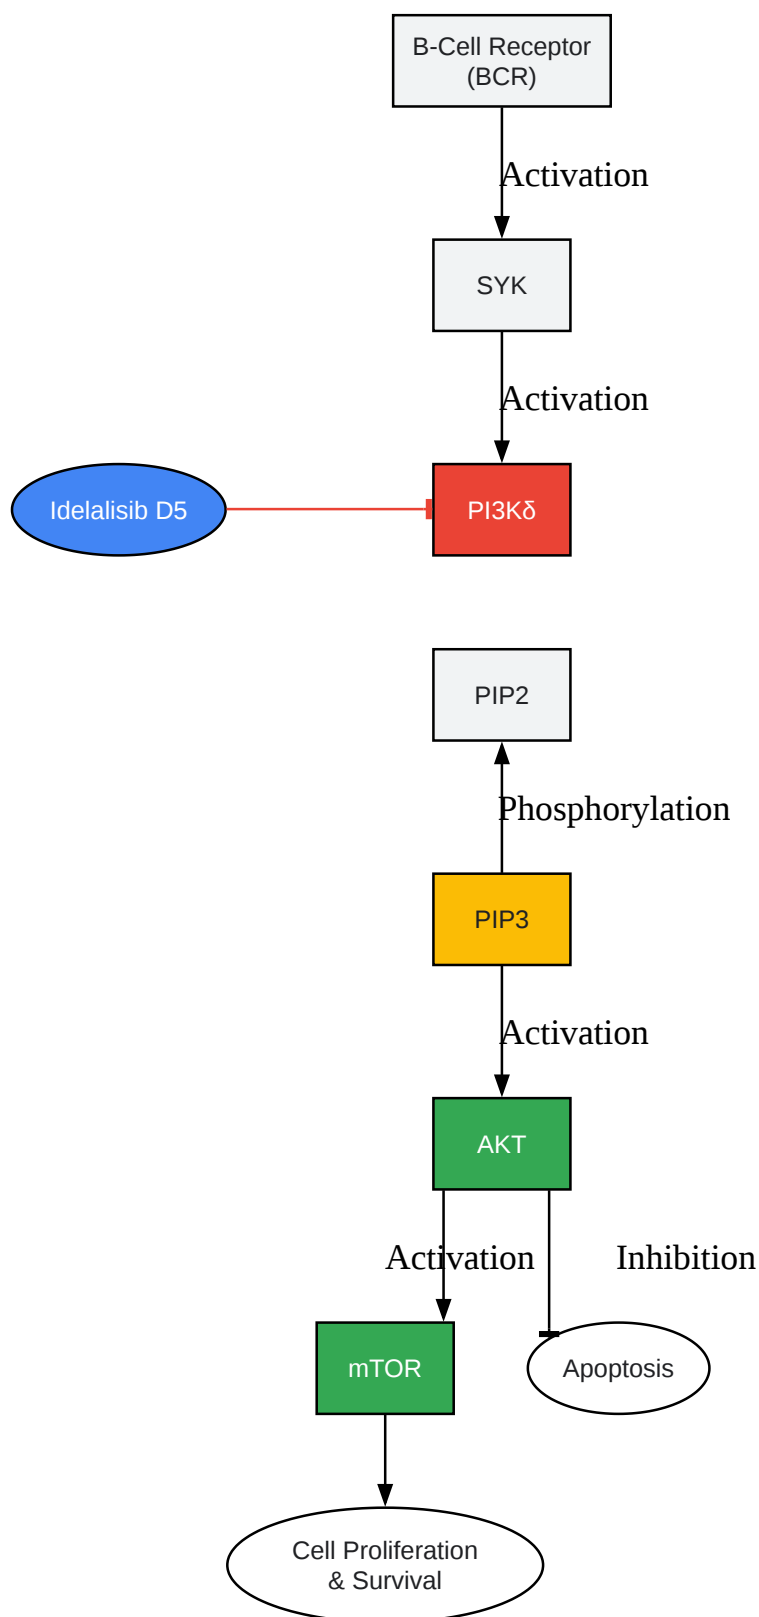 B-Cell Receptor
(BCR)
Activation
SYK
Activation
Idelalisib D5
PI3Kδ
PIP2
Phosphorylation
PIP3
Activation
AKT
Activation
Inhibition
mTOR
Apoptosis
Cell Proliferation
& Survival